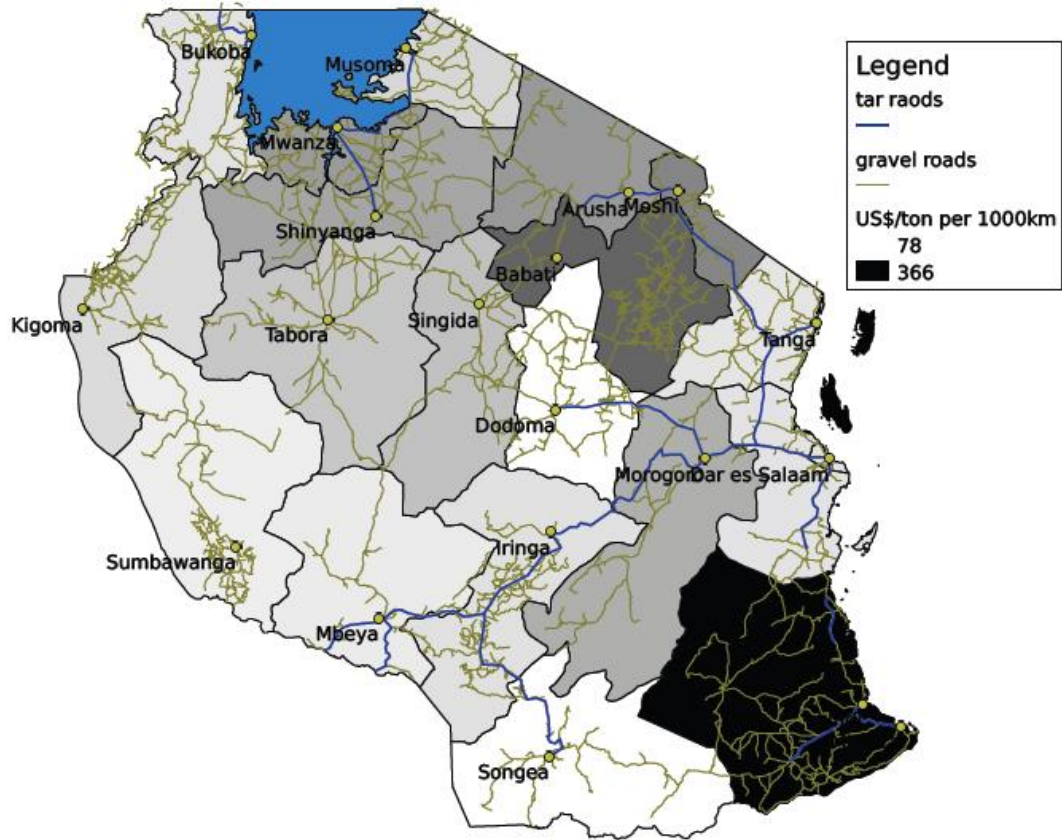 Bukoba
Musoma
Legend
tar raods
gravel roads
US$/ton per 1000km
78
366
Mwanza
Arusha
Moshi
Shinyanga
Babati
Kigoma
Tabora
Singida
Tanga
Dodoma
Morogoro
Dar es Salaam
Iringa
Sumbawanga
Mbeya
Songea